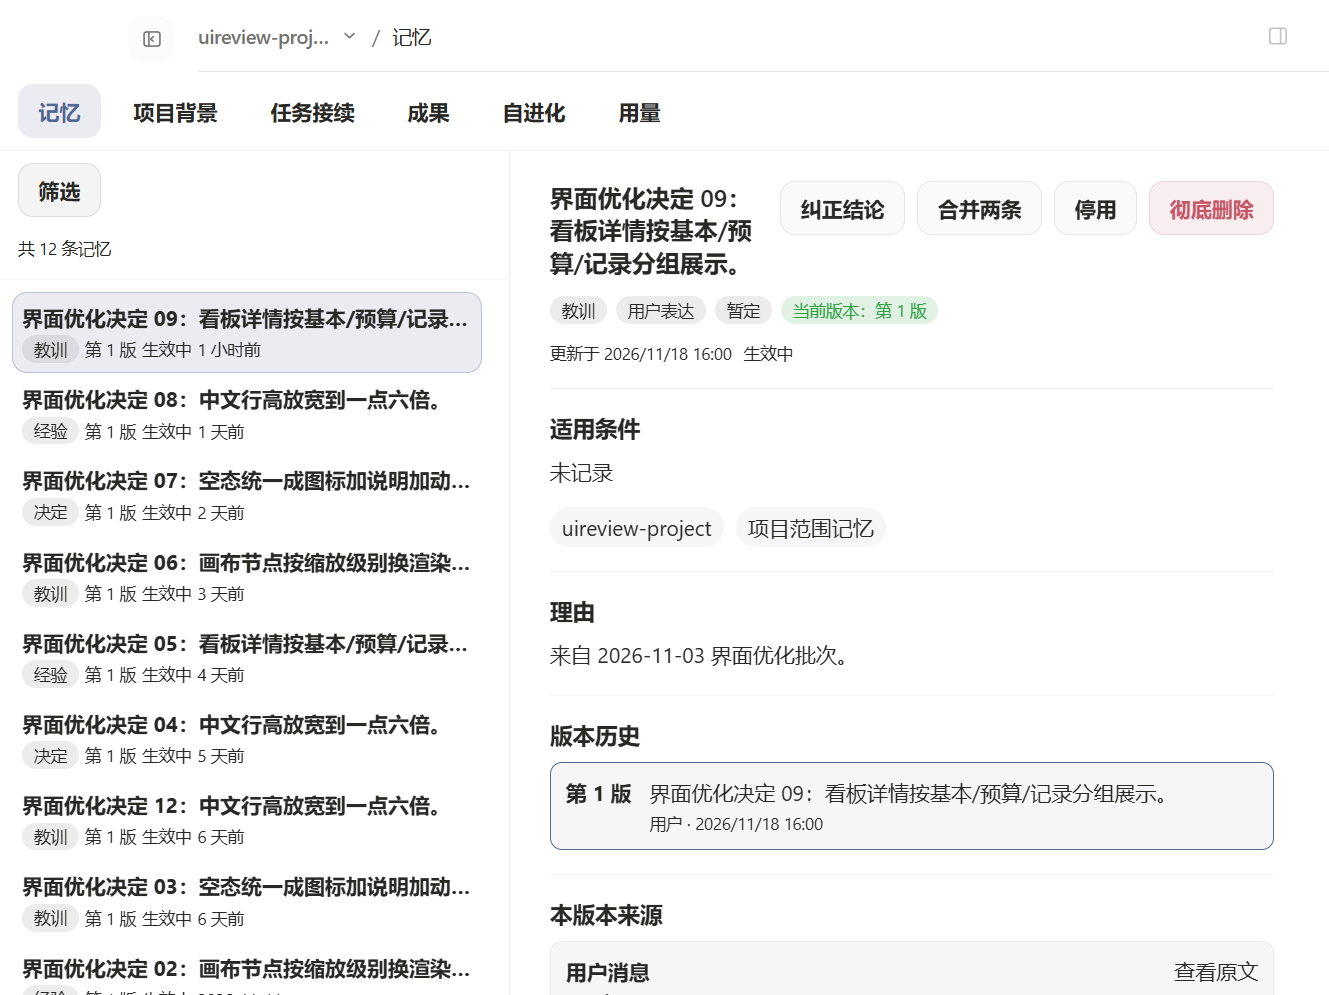 uireview-proj... / 记忆
记忆 项目背景 任务接续 成果 自进化 用量
筛选
共 12 条记忆
界面优化决定 09：看板详情按基本/预算/记录...
教训 第 1 版 生效中 1 小时前
界面优化决定 08：中文行高放宽到一点六倍。
经验 第 1 版 生效中 1 天前
界面优化决定 07：空态统一成图标加说明加动...
决定 第 1 版 生效中 2 天前
界面优化决定 06：画布节点按缩放级别换渲染...
教训 第 1 版 生效中 3 天前
界面优化决定 05：看板详情按基本/预算/记录...
经验 第 1 版 生效中 4 天前
界面优化决定 04：中文行高放宽到一点六倍。
决定 第 1 版 生效中 5 天前
界面优化决定 12：中文行高放宽到一点六倍。
教训 第 1 版 生效中 6 天前
界面优化决定 03：空态统一成图标加说明加动...
教训 第 1 版 生效中 6 天前
界面优化决定 02：画布节点按缩放级别换渲染...
界面优化决定 09：
看板详情按基本/预
算/记录分组展示。
纠正结论 合并两条 停用 彻底删除
教训 用户表达 暂定 当前版本：第 1 版
更新于 2026/11/18 16:00 生效中
适用条件
未记录
uireview-project 项目范围记忆
理由
来自 2026-11-03 界面优化批次。
版本历史
第 1 版 界面优化决定 09：看板详情按基本/预算/记录分组展示。
用户 · 2026/11/18 16:00
本版本来源
用户消息 查看原文